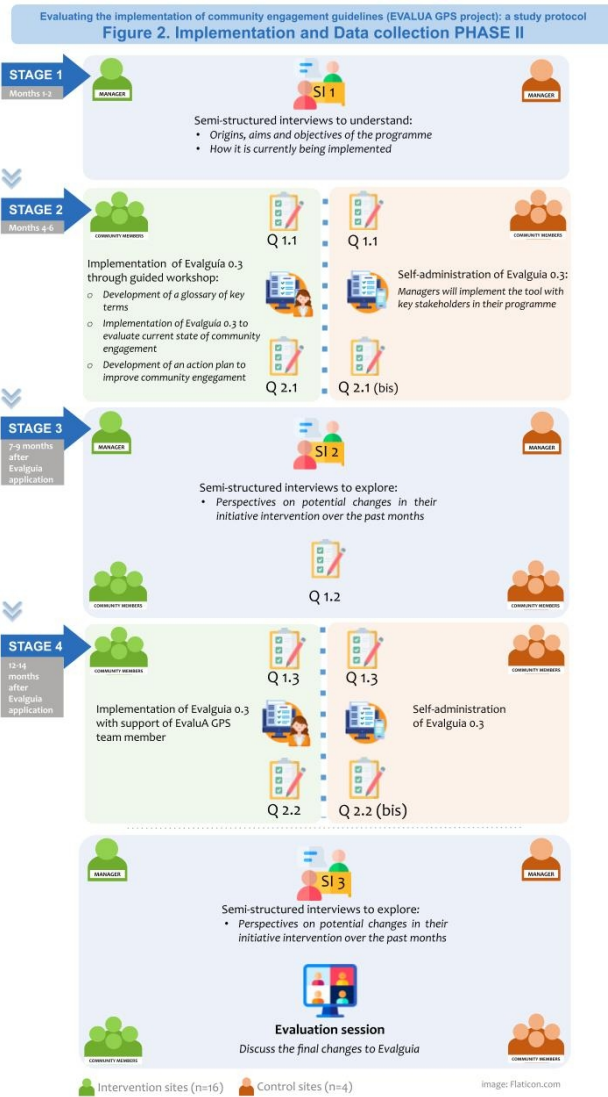 Evaluating the implementation of community engagement guidelines (EVALUA GPS project): a study protocol
Figure 2. Implementation and Data collection PHASE II
STAGE 1
Months 1-2
MANAGER
SI 1
MANAGER
Semi-structured interviews to understand:
• Origins, aims and objectives of the programme
• How it is currently being implemented
STAGE 2
Months 4-6
COMMUNITY MEMBERS
Q 1.1
Q 1.1
COMMUNITY MEMBERS
Implementation of Evalguía 0.3
through guided workshop:
o Development of a glossary of key
terms
o Implementation of Evalguía 0.3 to
evaluate current state of community
engagement
o Development of an action plan to
improve community engegament
Self-administration of Evalguia 0.3:
Managers will implement the tool with
key stakeholders in their programme
Q 2.1
Q 2.1 (bis)
STAGE 3
7-9 months
after
Evalguia
application
MANAGER
SI 2
MANAGER
Semi-structured interviews to explore:
• Perspectives on potential changes in their
initiative intervention over the past months
Q 1.2
COMMUNITY MEMBERS
COMMUNITY MEMBERS
STAGE 4
12-14
months
after
Evalguia
application
COMMUNITY MEMBERS
Q 1.3
Q 1.3
COMMUNITY MEMBERS
Implementation of Evalguía 0.3
with support of EvaluA GPS
team member
Self-administration
of Evalguia 0.3
Q 2.2
Q 2.2 (bis)
MANAGER
SI 3
MANAGER
Semi-structured interviews to explore:
• Perspectives on potential changes in their
initiative intervention over the past months
Evaluation session
Discuss the final changes to Evalguia
COMMUNITY MEMBERS
COMMUNITY MEMBERS
Intervention sites (n=16)
Control sites (n=4)
image: Flaticon.com